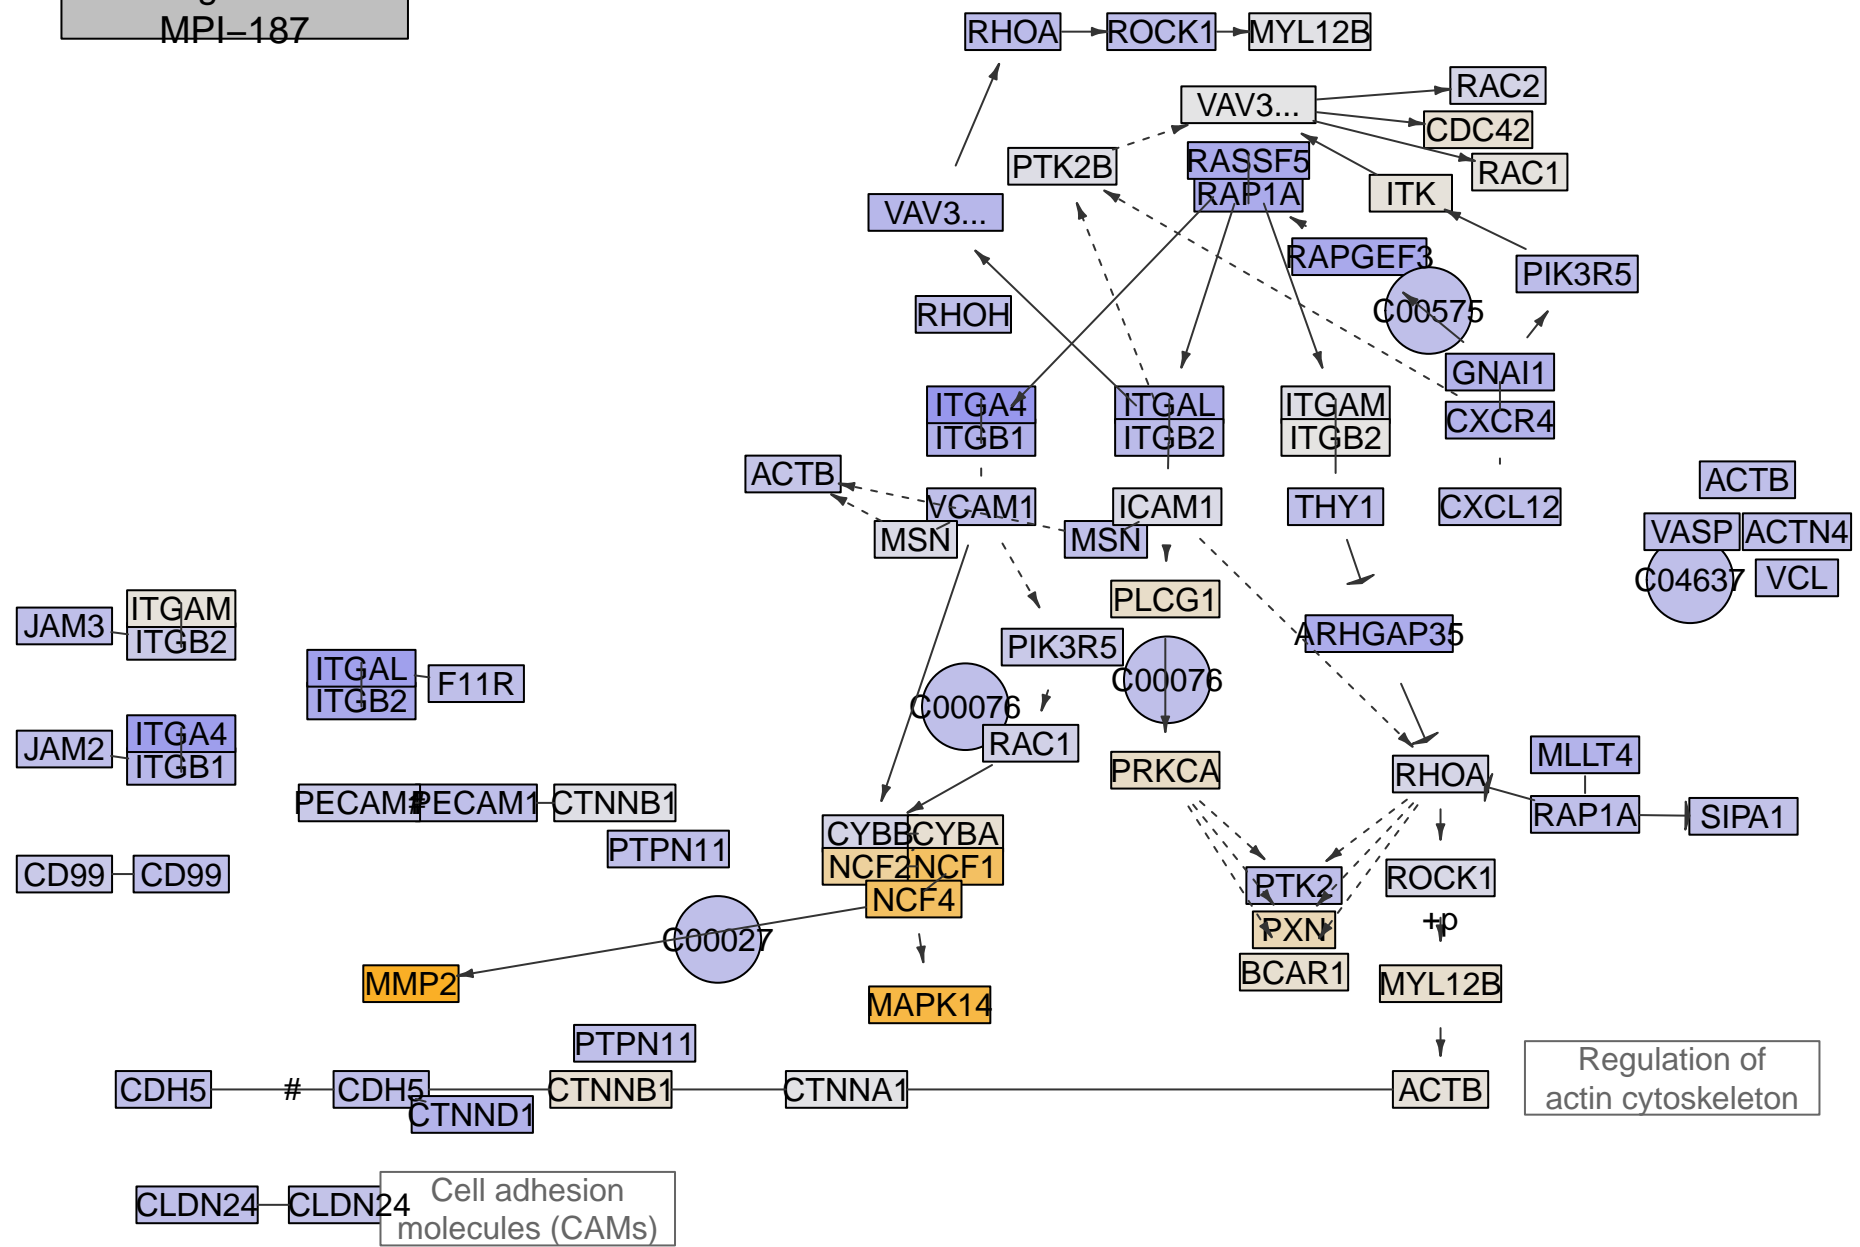 MPI–187
RHOA
ROCK1
MYL12B
RAC2
VAV3...
CDC42
RAC1
PTK2B
RASSF5
RAP1A
ITK
VAV3...
RAPGEF3
PIK3R5
C00575
RHOH
GNAI1
ITGA4
ITGAL
ITGAM
CXCR4
ITGB1
ITGB2
ITGB2
ACTB
ACTB
VCAM1
ICAM1
THY1
CXCL12
MSN
MSN
VASP
ACTN4
C04637
VCL
PLCG1
ITGAM
JAM3
ITGB2
ARHGAP35
PIK3R5
ITGAL
F11R
ITGB2
C00076
C00076
ITGA4
JAM2
ITGB1
RAC1
PRKCA
RHOA
MLLT4
PECAM1
#
PECAM1
CTNNB1
RAP1A
SIPA1
CYBB
CYBA
PTPN11
NCF2
NCF1
CD99
CD99
NCF4
PTK2
ROCK1
+p
PXN
C00027
BCAR1
MMP2
MYL12B
MAPK14
PTPN11
Regulation of
actin cytoskeleton
CDH5
#
CDH5
CTNNB1
CTNNA1
ACTB
CTNND1
CLDN24
CLDN24
Cell adhesion
molecules (CAMs)